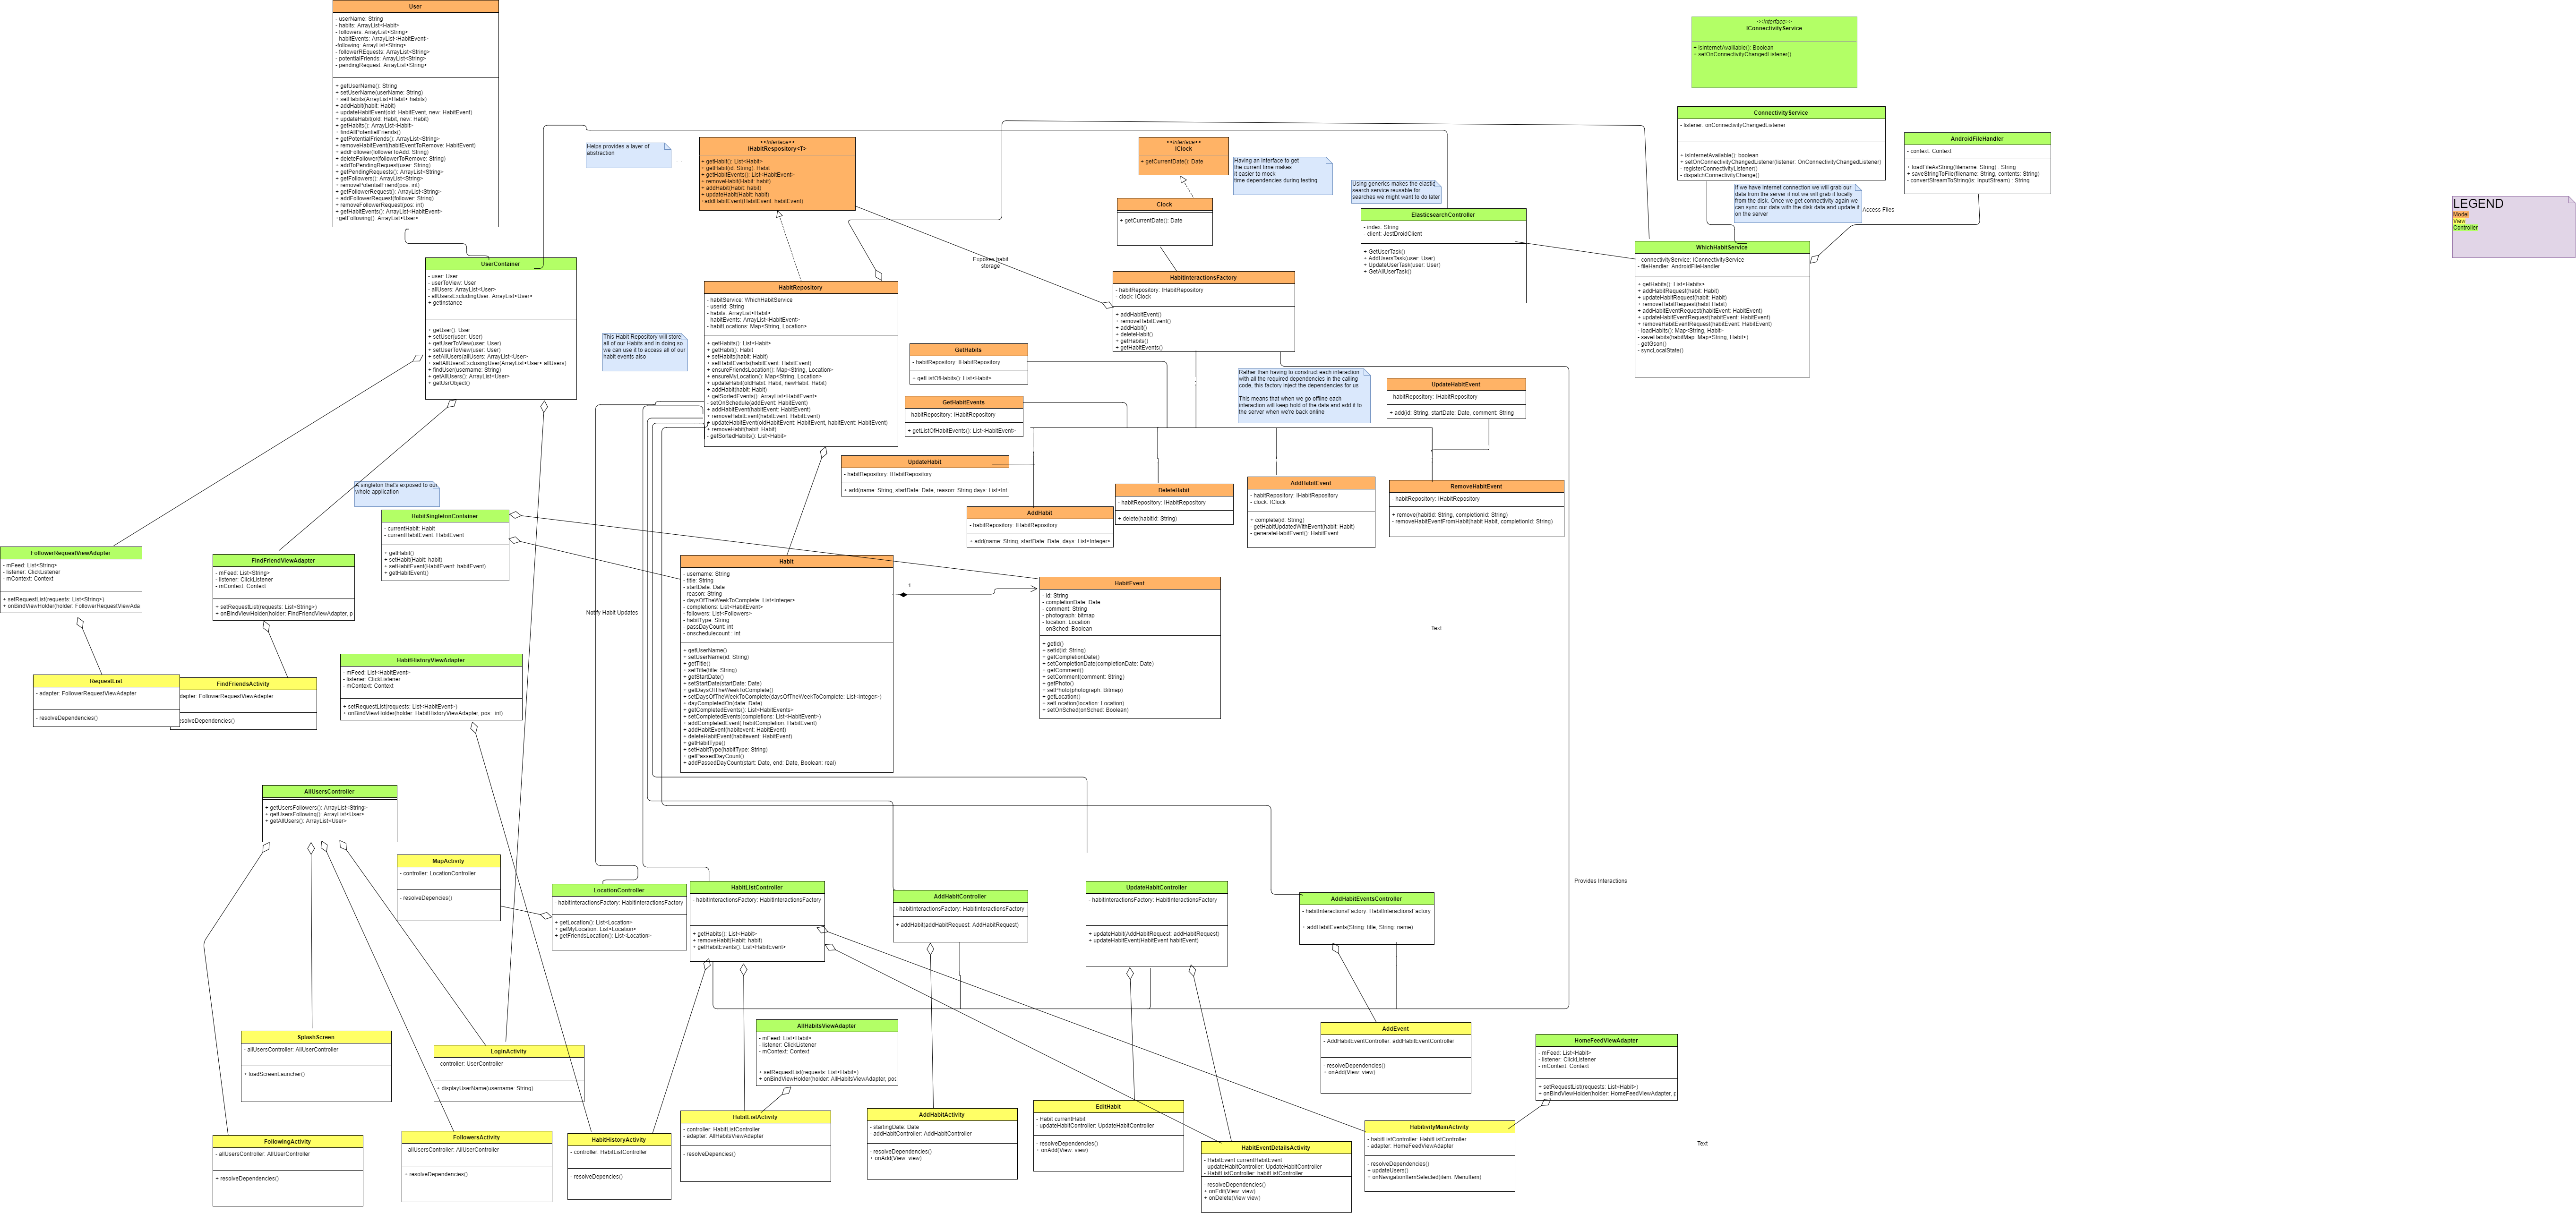 User
- userName: String
- habits: ArrayList<Habit>
- followers: ArrayList<String>
- habitEvents: ArrayList<HabitEvent>
-following: ArrayList<String>
- followerREquests: ArrayList<String>
- potentialFriends: ArrayList<String>
- pendingRequest: ArrayList<String>
+ getUserName(): String
+ setUserName(userName: String)
+ setHabits(ArrayList<Habit> habits)
+ addHabit(habit: Habit)
+ updateHabitEvent(old: HabitEvent, new: HabitEvent)
+ updateHabit(old: Habit, new: Habit)
+ getHabits(): ArrayList<Habit>
+ findAllPotentialFriends()
+ getPotentialFriends(): ArrayList<String>
+ removeHabitEvent(habitEventToRemove: HabitEvent)
+ addFollower(followerToAdd: String)
+ deleteFollower(followerToRemove: String)
+ addToPendingRequest(user: String)
+ getPendingRequests(): ArrayList<String>
+ getFollowers(): ArrayList<String>
+ removePotentialFriend(pos: int)
+ getFollowerRequest(): ArrayList<String>
+ addFollowerRequest(follower: String)
+ removeFollowerRequest(pos: int)
+ getHabitEvents(): ArrayList<HabitEvent>
+getFollowing(): ArrayList<User>
<<Interface>>
IConnectivityService
+ isInternetAvailiable(): Boolean
+ setOnConnectivityChangedListener()
ConnectivityService
- listener: onConnectivityChangedListener
+ isInternetAvailable(): boolean
+ setOnConnectivityChangedListener(listener: OnConnectivityChangedListener)
- registerConnectivityListener()
- dispatchConnectivityChange()
AndroidFileHandler
- context: Context
+ loadFileAsString(filename: String) : String
+ saveStringToFile(filename: String, contents: String)
- convertStreamToString(is: InputStream) : String
If we have internet connection we will grab our
data from the server if not we will grab it locally
from the disk. Once we get connectivity again we
can sync our data with the disk data and update it
on the server
Access Files
LEGEND
Model
View
Controller
Helps provides a layer of
abstraction
<<Interface>>
IHabitRespository<T>
+ getHabit(): List<Habit>
+ getHabit(id: String): Habit
+ getHabitEvents(): List<HabitEvent>
+ removeHabit(Habit: habit)
+ addHabit(Habit: habit)
+ updateHabit(Habit: habit)
+addHabitEvent(HabitEvent: habitEvent)
<<Interface>>
IClock
+ getCurrentDate(): Date
Having an interface to get
the current time makes
it easier to mock
time dependencies during testing
Using generics makes the elastic
search service reusable for
searches we might want to do later
Clock
+ getCurrentDate(): Date
ElasticsearchController
- index: String
- client: JestDroidClient
+ GetUserTask()
+ AddUsersTask(user: User)
+ UpdateUserTask(user: User)
+ GetAllUserTask()
WhichHabitService
- connectivityService: IConnectivityService
- fileHandler: AndroidFileHandler
+ getHabits(): List<Habits>
+ addHabitRequest(habit: Habit)
+ updateHabitRequest(habit: Habit)
+ removeHabitRequest(habit Habit)
+ addHabitEventRequest(habitEvent: HabitEvent)
+ updateHabitEventRequest(habitEvent: HabitEvent)
+ removeHabitEventRequest(habitEvent: HabitEvent)
- loadHabits(): Map<String, Habit>
- saveHabits(habitMap: Map<String, Habit>)
- getGson()
- syncLocalState()
UserContainer
- user: User
- userToView: User
- allUsers: ArrayList<User>
- allUsersExcludingUser: ArrayList<User>
+ getInstance
+ geUser(): User
+ setUser(user: User)
+ getUserToView(user: User)
+ setUserToView(user: User)
+ setAllUsers(allUsers: ArrayList<User>
+ setAllUsersExclusingUser(ArrayList<User> allUsers)
+ findUser(username: String)
+ getAllUsers(): ArrayList<User>
+ getUsrObject()
Exposes habit
storage
HabitRepository
- habitService: WhichHabitService
- userId: String
- habits: ArrayList<Habit>
- habitEvents: ArrayList<HabitEvent>
- habitLocations: Map<String, Location>
+ getHabits(): List<Habit>
+ getHabit(): Habit
+ setHabits(habit: Habit)
+ setHabitEvents(habitEvent: HabitEvent)
+ ensureFriendsLocation(): Map<String, Location>
+ ensureMyLocation(): Map<String, Location>
+ updateHabit(oldHabit: Habit, newHabit: Habit)
+ addHabit(habit: Habit)
+ getSortedEvents(): ArrayList<HabitEvent>
- setOnSchedule(addEvent: HabitEvent)
+ addHabitEvent(habitEvent: HabitEvent)
+ removeHabitEvent(habitEvent: HabitEvent)
+ updateHabitEvent(oldHabitEvent: HabitEvent, habitEvent: HabitEvent)
+ removeHabit(habit: Habit)
- getSortedHabits(): List<Habit>
This Habit Repository will store
all of our Habits and in doing so
we can use it to access all of our
habit events also
HabitInteractionsFactory
- habitRepository: IHabitRepository
- clock: IClock
+ addHabitEvent()
+ removeHabitEvent()
+ addHabit()
+ deleteHabit()
+ getHabits()
+ getHabitEvents()
GetHabits
- habitRepository: IHabitRepository
+ getListOfHabits(): List<Habit>
GetHabitEvents
- habitRepository: IHabitRepository
+ getListOfHabitEvents(): List<HabitEvent>
Rather than having to construct each interaction
with all the required dependencies in the calling
code, this factory inject the dependencies for us
This means that when we go offline each
interaction will keep hold of the data and add it to
the server when we're back online
UpdateHabitEvent
- habitRepository: IHabitRepository
+ add(id: String, startDate: Date, comment: String
UpdateHabit
- habitRepository: IHabitRepository
+ add(name: String, startDate: Date, reason: String days: List<Int
AddHabit
- habitRepository: IHabitRepository
+ add(name: String, startDate: Date, days: List<Integer>
DeleteHabit
- habitRepository: IHabitRepository
+ delete(habitId: String)
AddHabitEvent
- habitRepository: IHabitRepository
- clock: IClock
+ complete(id: String)
- getHabitUpdatedWithEvent(habit: Habit)
- generateHabitEvent(): HabitEvent
RemoveHabitEvent
- habitRepository: IHabitRepository
+ remove(habitId: String, completionId: String)
- removeHabitEventFromHabit(habit Habit, completionId: String)
A singleton that's exposed to our
whole application
HabitSingletonContainer
- currentHabit: Habit
- currentHabitEvent: HabitEvent
+ getHabit()
+ setHabit(Habit: habit)
+ setHabitEvent(HabitEvent: habitEvent)
+ getHabitEvent()
FollowerRequestViewAdapter
- mFeed: List<String>
- listener: ClickListener
- mContext: Context
+ setRequestList(requests: List<String>)
+ onBindViewHolder(holder: FollowerRequestViewAda
FindFriendViewAdapter
- mFeed: List<String>
- listener: ClickListener
- mContext: Context
+ setRequestList(requests: List<String>)
+ onBindViewHolder(holder: FindFriendViewAdapter, p
Habit
- username: String
- title: String
- startDate: Date
- reason: String
- daysOfTheWeekToComplete: List<Integer>
- completions: List<HabitEvent>
- followers: List<Followers>
- habitType: String
- passDayCount: int
- onschedulecount : int
+ getUserName()
+ setUserName(id: String)
+ getTitle()
+ setTitle(title: String)
+ getStartDate()
+ setStartDate(startDate: Date)
+ getDaysOfTheWeekToComplete()
+ setDaysOfTheWeekToComplete(daysOfTheWeekToComplete: List<Integer>)
+ dayCompletedOn(date: Date)
+ getCompletedEvents(): List<HabitEvents>
+ setCompletedEvents(completions: List<HabitEvent>)
+ addCompletedEvent( habitCompletion: HabitEvent)
+ addHabitEvent(habitevent: HabitEvent)
+ deleteHabitEvent(habitevent: HabitEvent)
+ getHabitType()
+ setHabitType(habitType: String)
+ getPassedDayCount()
+ addPassedDayCount(start: Date, end: Date, Boolean: real)
1
HabitEvent
- id: String
- completionDate: Date
- comment: String
- photograph: bitmap
- location: Location
- onSched: Boolean
+ getId()
+ setId(id: String)
+ getCompletionDate()
+ setCompletionDate(completionDate: Date)
+ getComment()
+ setComment(comment: String)
+ getPhoto()
+ setPhoto(photograph: Bitmap)
+ getLocation()
+ setLocation(location: Location)
+ setOnSched(onSched: Boolean)
Notify Habit Updates
Text
HabitHistoryViewAdapter
- mFeed: List<HabitEvent>
- listener: ClickListener
- mContext: Context
+ setRequestList(requests: List<HabitEvent>)
+ onBindViewHolder(holder: HabitHistoryViewAdapter, pos: int)
RequestList
- adapter: FollowerRequestViewAdapter
- resolveDependencies()
FindFriendsActivity
dapter: FollowerRequestViewAdapter
esolveDependencies()
AllUsersController
+ getUsersFollowers(): ArrayList<String>
+ getUsersFollowing(): ArrayList<User>
+ getAllUsers(): ArrayList<User>
MapActivity
- controller: LocationController
- resolveDepencies()
LocationController
- habitInteractionsFactory: HabitInteractionsFactory
+ getLocation(): List<Location>
+ getMyLocation: List<Location>
+ getFriendsLocation(): List<Location>
HabitListController
- habitInteractionsFactory: HabitInteractionsFactory
+ getHabits(): List<Habit>
+ removeHabit(Habit: habit)
+ getHabitEvents(): List<HabitEvent>
AddHabitController
- habitInteractionsFactory: HabitInteractionsFactory
+ addHabit(addHabitRequest: AddHabitRequest)
UpdateHabitController
- habitInteractionsFactory: HabitInteractionsFactory
+ updateHabit(AddHabitRequest: addHabitRequest)
+ updateHabitEvent(HabitEvent habitEvent)
AddHabitEventsController
- habitInteractionsFactory: HabitInteractionsFactory
+ addHabitEvents(String: title, String: name)
Provides Interactions
SplashScreen
- allUsersController: AllUserController
+ loadScreenLauncher()
LoginActivity
- controller: UserController
+ displayUserName(username: String)
AllHabitsViewAdapter
- mFeed: List<Habit>
- listener: ClickListener
- mContext: Context
+ setRequestList(requests: List<Habit>)
+ onBindViewHolder(holder: AllHabitsViewAdapter, pos
AddEvent
- AddHabitEventController: addHabitEventController
- resolveDependencies()
+ onAdd(View: view)
HomeFeedViewAdapter
- mFeed: List<Habit>
- listener: ClickListener
- mContext: Context
+ setRequestList(requests: List<Habit>)
+ onBindViewHolder(holder: HomeFeedViewAdapter, p
FollowingActivity
- allUsersController: AllUserController
+ resolveDependencies()
FollowersActivity
- allUsersController: AllUserController
+ resolveDependencies()
HabitHistoryActivity
- controller: HabitListController
- resolveDepencies()
HabitListActivity
- controller: HabitListController
- adapter: AllHabitsViewAdapter
- resolveDependencies()
AddHabitActivity
- startingDate: Date
- addHabitController: AddHabitController
- resolveDependencies()
+ onAdd(View: view)
EditHabit
- Habit currentHabit
- updateHabitController: UpdateHabitController
- resolveDependencies()
+ onAdd(View: view)
HabitEventDetailsActivity
- HabitEvent currentHabitEvent
- updateHabitController: UpdateHabitController
- HabitListController: habitListController
- resolveDependencies()
+ onEdit(View: view)
+ onDelete(View view)
HabitivityMainActivity
- habitListController: HabitListController
- adapter: HomeFeedViewAdapter
- resolveDependencies()
+ updateUsers()
+ onNavigationItemSelected(item: MenuItem)
Text